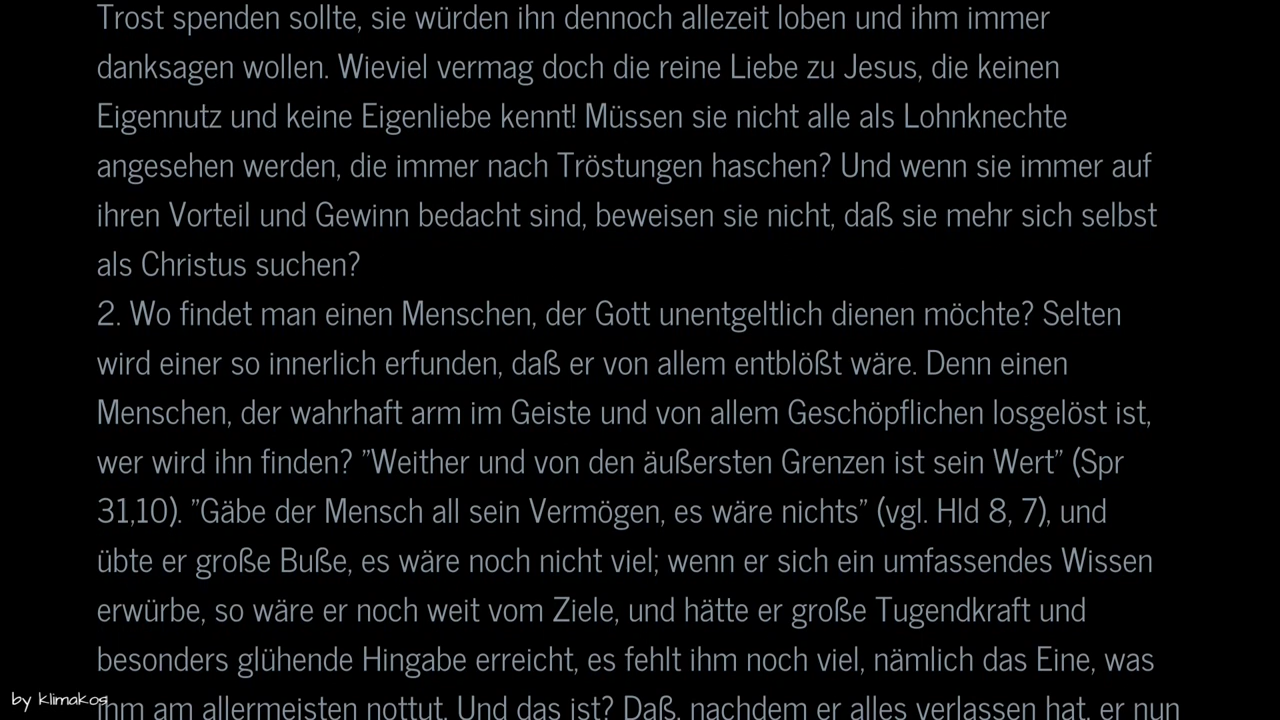 Trost spenden sollte, sie würden ihn dennoch allezeit loben und ihm immer
danksagen wollen. Wieviel vermag doch die reine Liebe zu Jesus, die keinen
Eigennutz und keine Eigenliebe kennt! Müssen sie nicht alle als Lohnknechte
angesehen werden, die immer nach Tröstungen haschen? Und wenn sie immer auf
ihren Vorteil und Gewinn bedacht sind, beweisen sie nicht, daß sie mehr sich selbst
als Christus suchen?
2. Wo findet man einen Menschen, der Gott unentgeltlich dienen möchte? Selten
wird einer so innerlich erfunden, daß er von allem entblößt wäre. Denn einen
Menschen, der wahrhaft arm im Geiste und von allem Geschöpflichen losgelöst ist,
wer wird ihn finden? "Weither und von den äußersten Grenzen ist sein Wert" (Spr
31,10). "Gäbe der Mensch all sein Vermögen, es wäre nichts" (vgl. Hld 8, 7), und
übte er große Buße, es wäre noch nicht viel; wenn er sich ein umfassendes Wissen
erwürbe, so wäre er noch weit vom Ziele, und hätte er große Tugendkraft und
besonders glühende Hingabe erreicht, es fehlt ihm noch viel, nämlich das Eine, was
ihm am allermeisten nottut. Und das ist? Daß, nachdem er alles verlassen hat, er nun
by klimakos